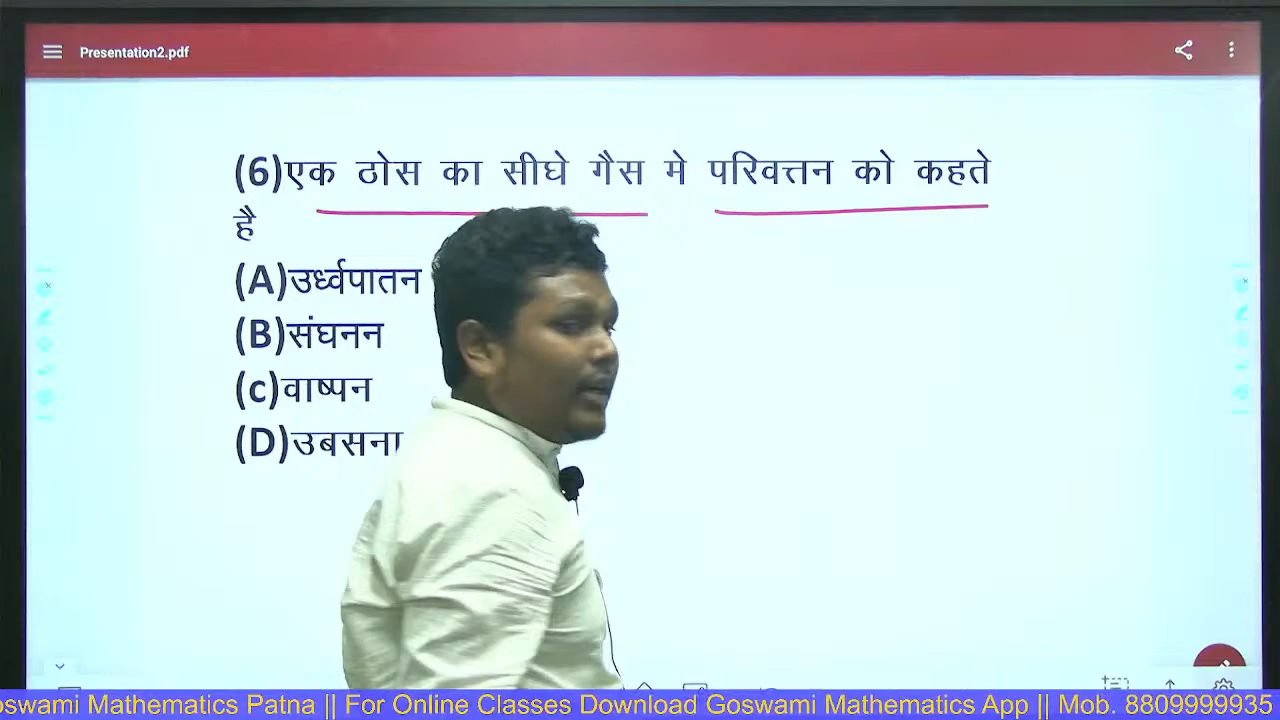 Presentation2.pdf
(6)एक ठोस का सीघे गैस मे परिवत्तन को कहते
है
(A)उर्ध्वपातन
(B)संघनन
(c)वाष्पन
(D)उबसना
oswami Mathematics Patna || For Online Classes Download Goswami Mathematics App || Mob. 8809999935